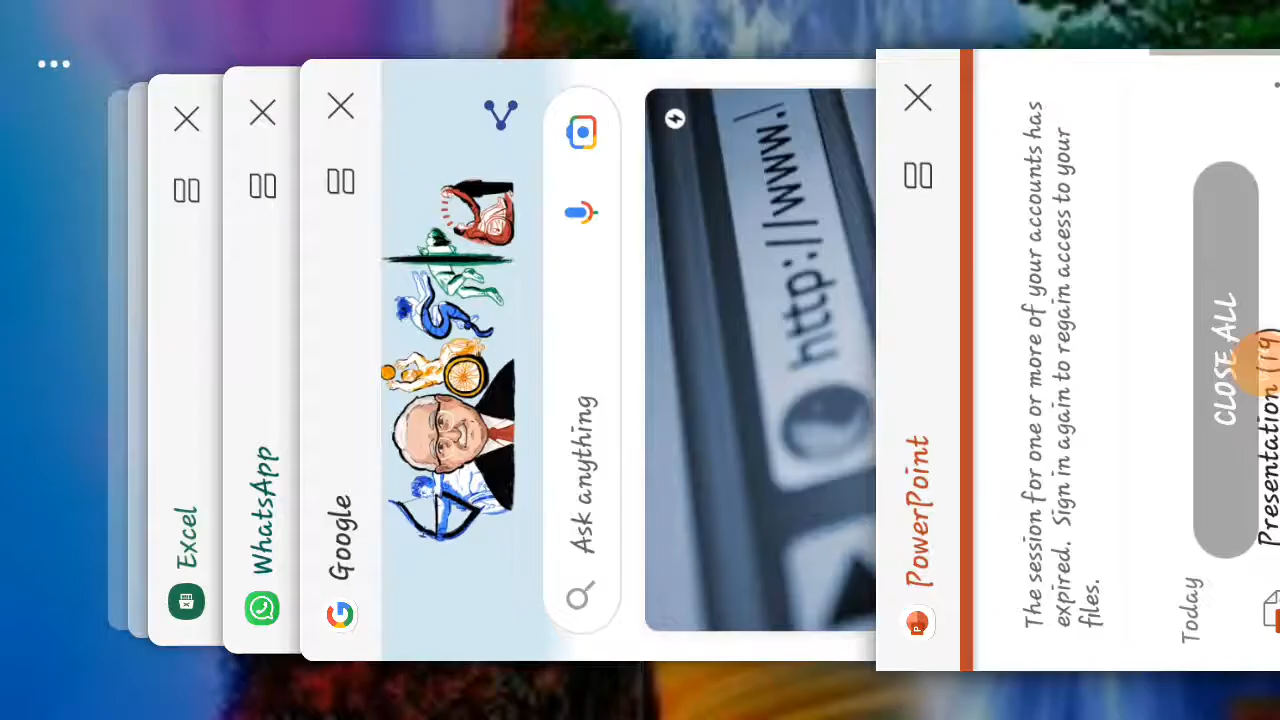 Excel
WhatsApp
Google
Ask anything
http://www.
PowerPoint
The session for one or more of your accounts has
expired. Sign in again to regain access to your
files.
Today
CLOSE ALL
Presentation (19)